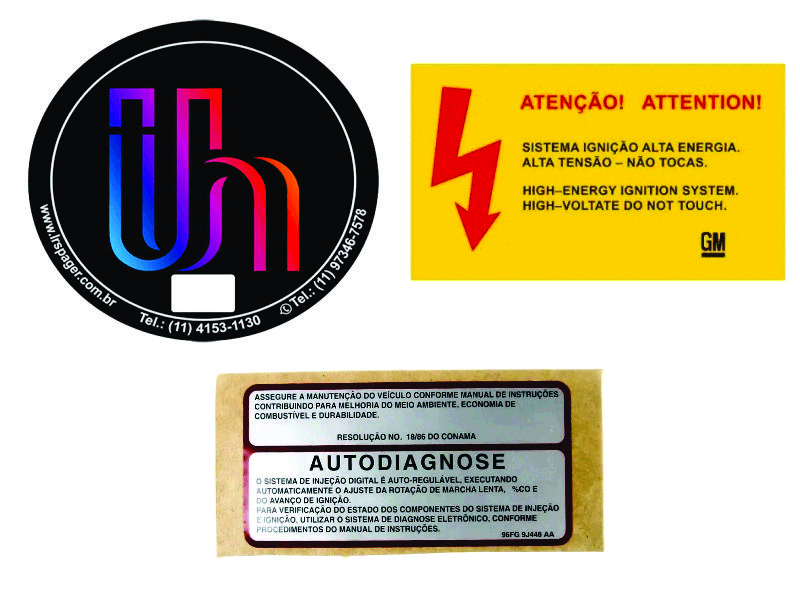 www.lrspager.com.br
Tel.: (11) 4153-1130
Tel.: (11) 97346-7578
ATENÇÃO! ATTENTION!
SISTEMA IGNIÇÃO ALTA ENERGIA.
ALTA TENSÃO – NÃO TOCAS.
HIGH–ENERGY IGNITION SYSTEM.
HIGH–VOLTATE DO NOT TOUCH.
GM
ASSEGURE A MANUTENÇÃO DO VEÍCULO CONFORME MANUAL DE INSTRUÇÕES
CONTRIBUINDO PARA MELHORIA DO MEIO AMBIENTE, ECONOMIA DE
COMBUSTÍVEL E DURABILIDADE.
RESOLUÇÃO NO. 18/86 DO CONAMA
AUTODIAGNOSE
O SISTEMA DE INJEÇÃO DIGITAL É AUTO-REGULÁVEL, EXECUTANDO
AUTOMATICAMENTE O AJUSTE DA ROTAÇÃO DE MARCHA LENTA, %CO E
DO AVANÇO DE IGNIÇÃO.
PARA VERIFICAÇÃO DO ESTADO DOS COMPONENTES DO SISTEMA DE INJEÇÃO
E IGNIÇÃO, UTILIZAR O SISTEMA DE DIAGNOSE ELETRÔNICO, CONFORME
PROCEDIMENTOS DO MANUAL DE INSTRUÇÕES.
96FG 9J448 AA